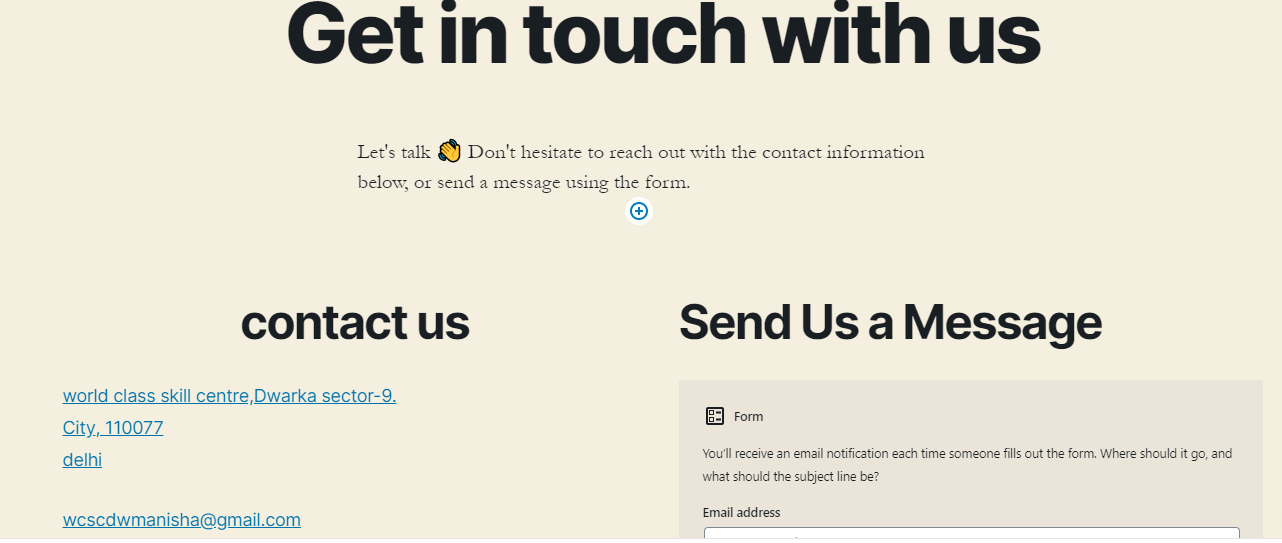 Get in touch with us
Let's talk 👋 Don't hesitate to reach out with the contact information
below, or send a message using the form.
contact us
world class skill centre,Dwarka sector-9.
City, 110077
delhi
wcscdwmanisha@gmail.com
Send Us a Message
Form
You'll receive an email notification each time someone fills out the form. Where should it go, and
what should the subject line be?
Email address